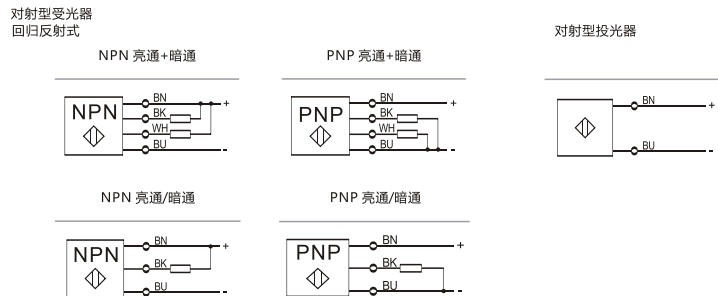 对射型受光器
回归反射式
对射型投光器
NPN 亮通+暗通
PNP 亮通+暗通
NPN
BN
+
BK
WH
BU
-
PNP
BN
+
BK
WH
BU
-
BN
+
BU
-
NPN 亮通/暗通
PNP 亮通/暗通
NPN
BN
+
BK
BU
-
PNP
BN
+
BK
BU
-